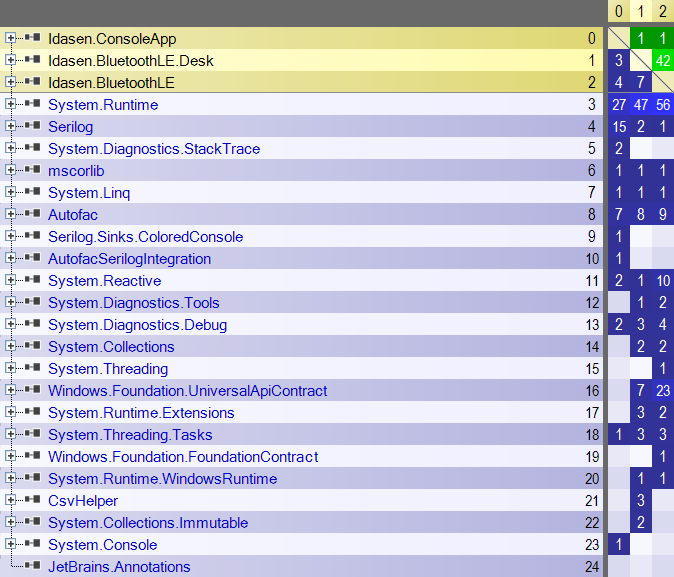 0 1 2
Idasen.ConsoleApp 0 1 1
Idasen.BluetoothLE.Desk 1 3 42
Idasen.BluetoothLE 2 4 7
System.Runtime 3 27 47 56
Serilog 4 15 2 1
System.Diagnostics.StackTrace 5 2
mscorlib 6 1 1 1
System.Linq 7 1 1 1
Autofac 8 7 8 9
Serilog.Sinks.ColoredConsole 9 1
AutofacSerilogIntegration 10 1
System.Reactive 11 2 1 10
System.Diagnostics.Tools 12 1 2
System.Diagnostics.Debug 13 2 3 4
System.Collections 14 2 2
System.Threading 15 1
Windows.Foundation.UniversalApiContract 16 7 23
System.Runtime.Extensions 17 3 2
System.Threading.Tasks 18 1 3 3
Windows.Foundation.FoundationContract 19 1
System.Runtime.WindowsRuntime 20 1 1
CsvHelper 21 3
System.Collections.Immutable 22 2
System.Console 23 1
JetBrains.Annotations 24